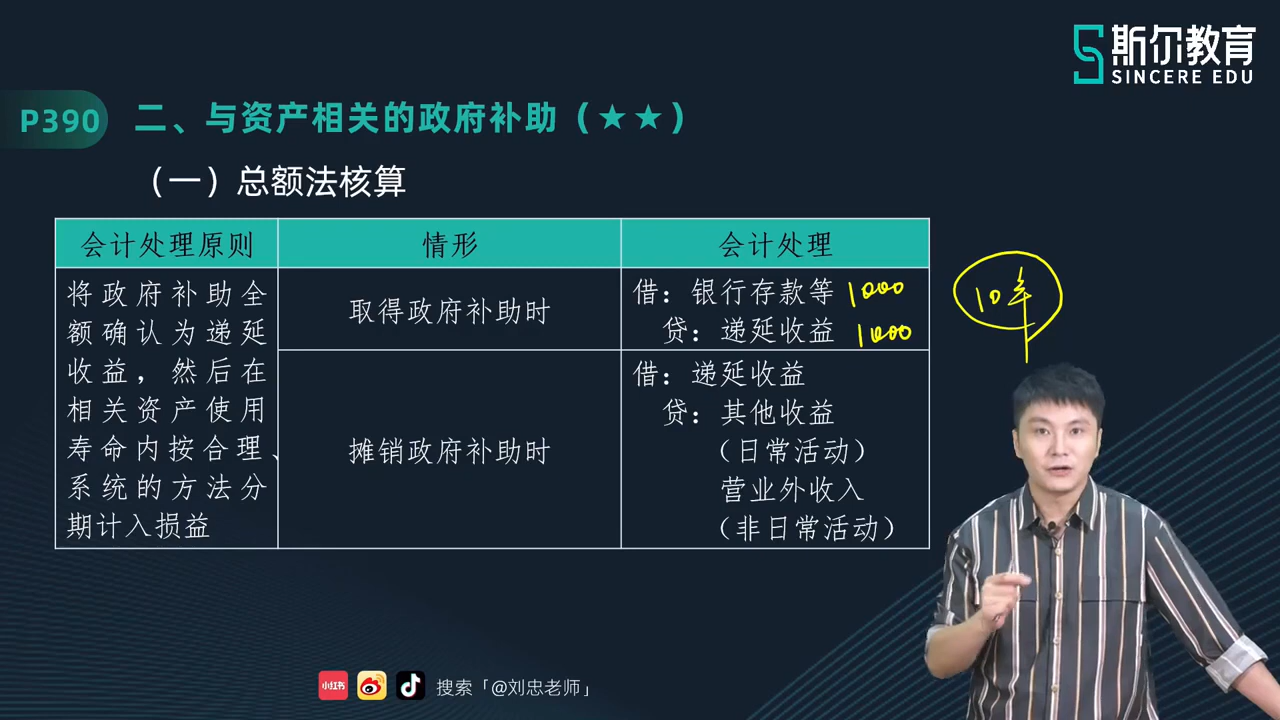 斯尔教育
SINCERE EDU
P390
二、与资产相关的政府补助（★★）
（一）总额法核算
会计处理原则
情形
会计处理
将政府补助全
额确认为递延
收益，然后在
相关资产使用
寿命内按合理、
系统的方法分
期计入损益
取得政府补助时
借：银行存款等 1000
贷：递延收益 1000
10年
摊销政府补助时
借：递延收益
贷：其他收益
（日常活动）
营业外收入
（非日常活动）
小红书
搜索「@刘忠老师」